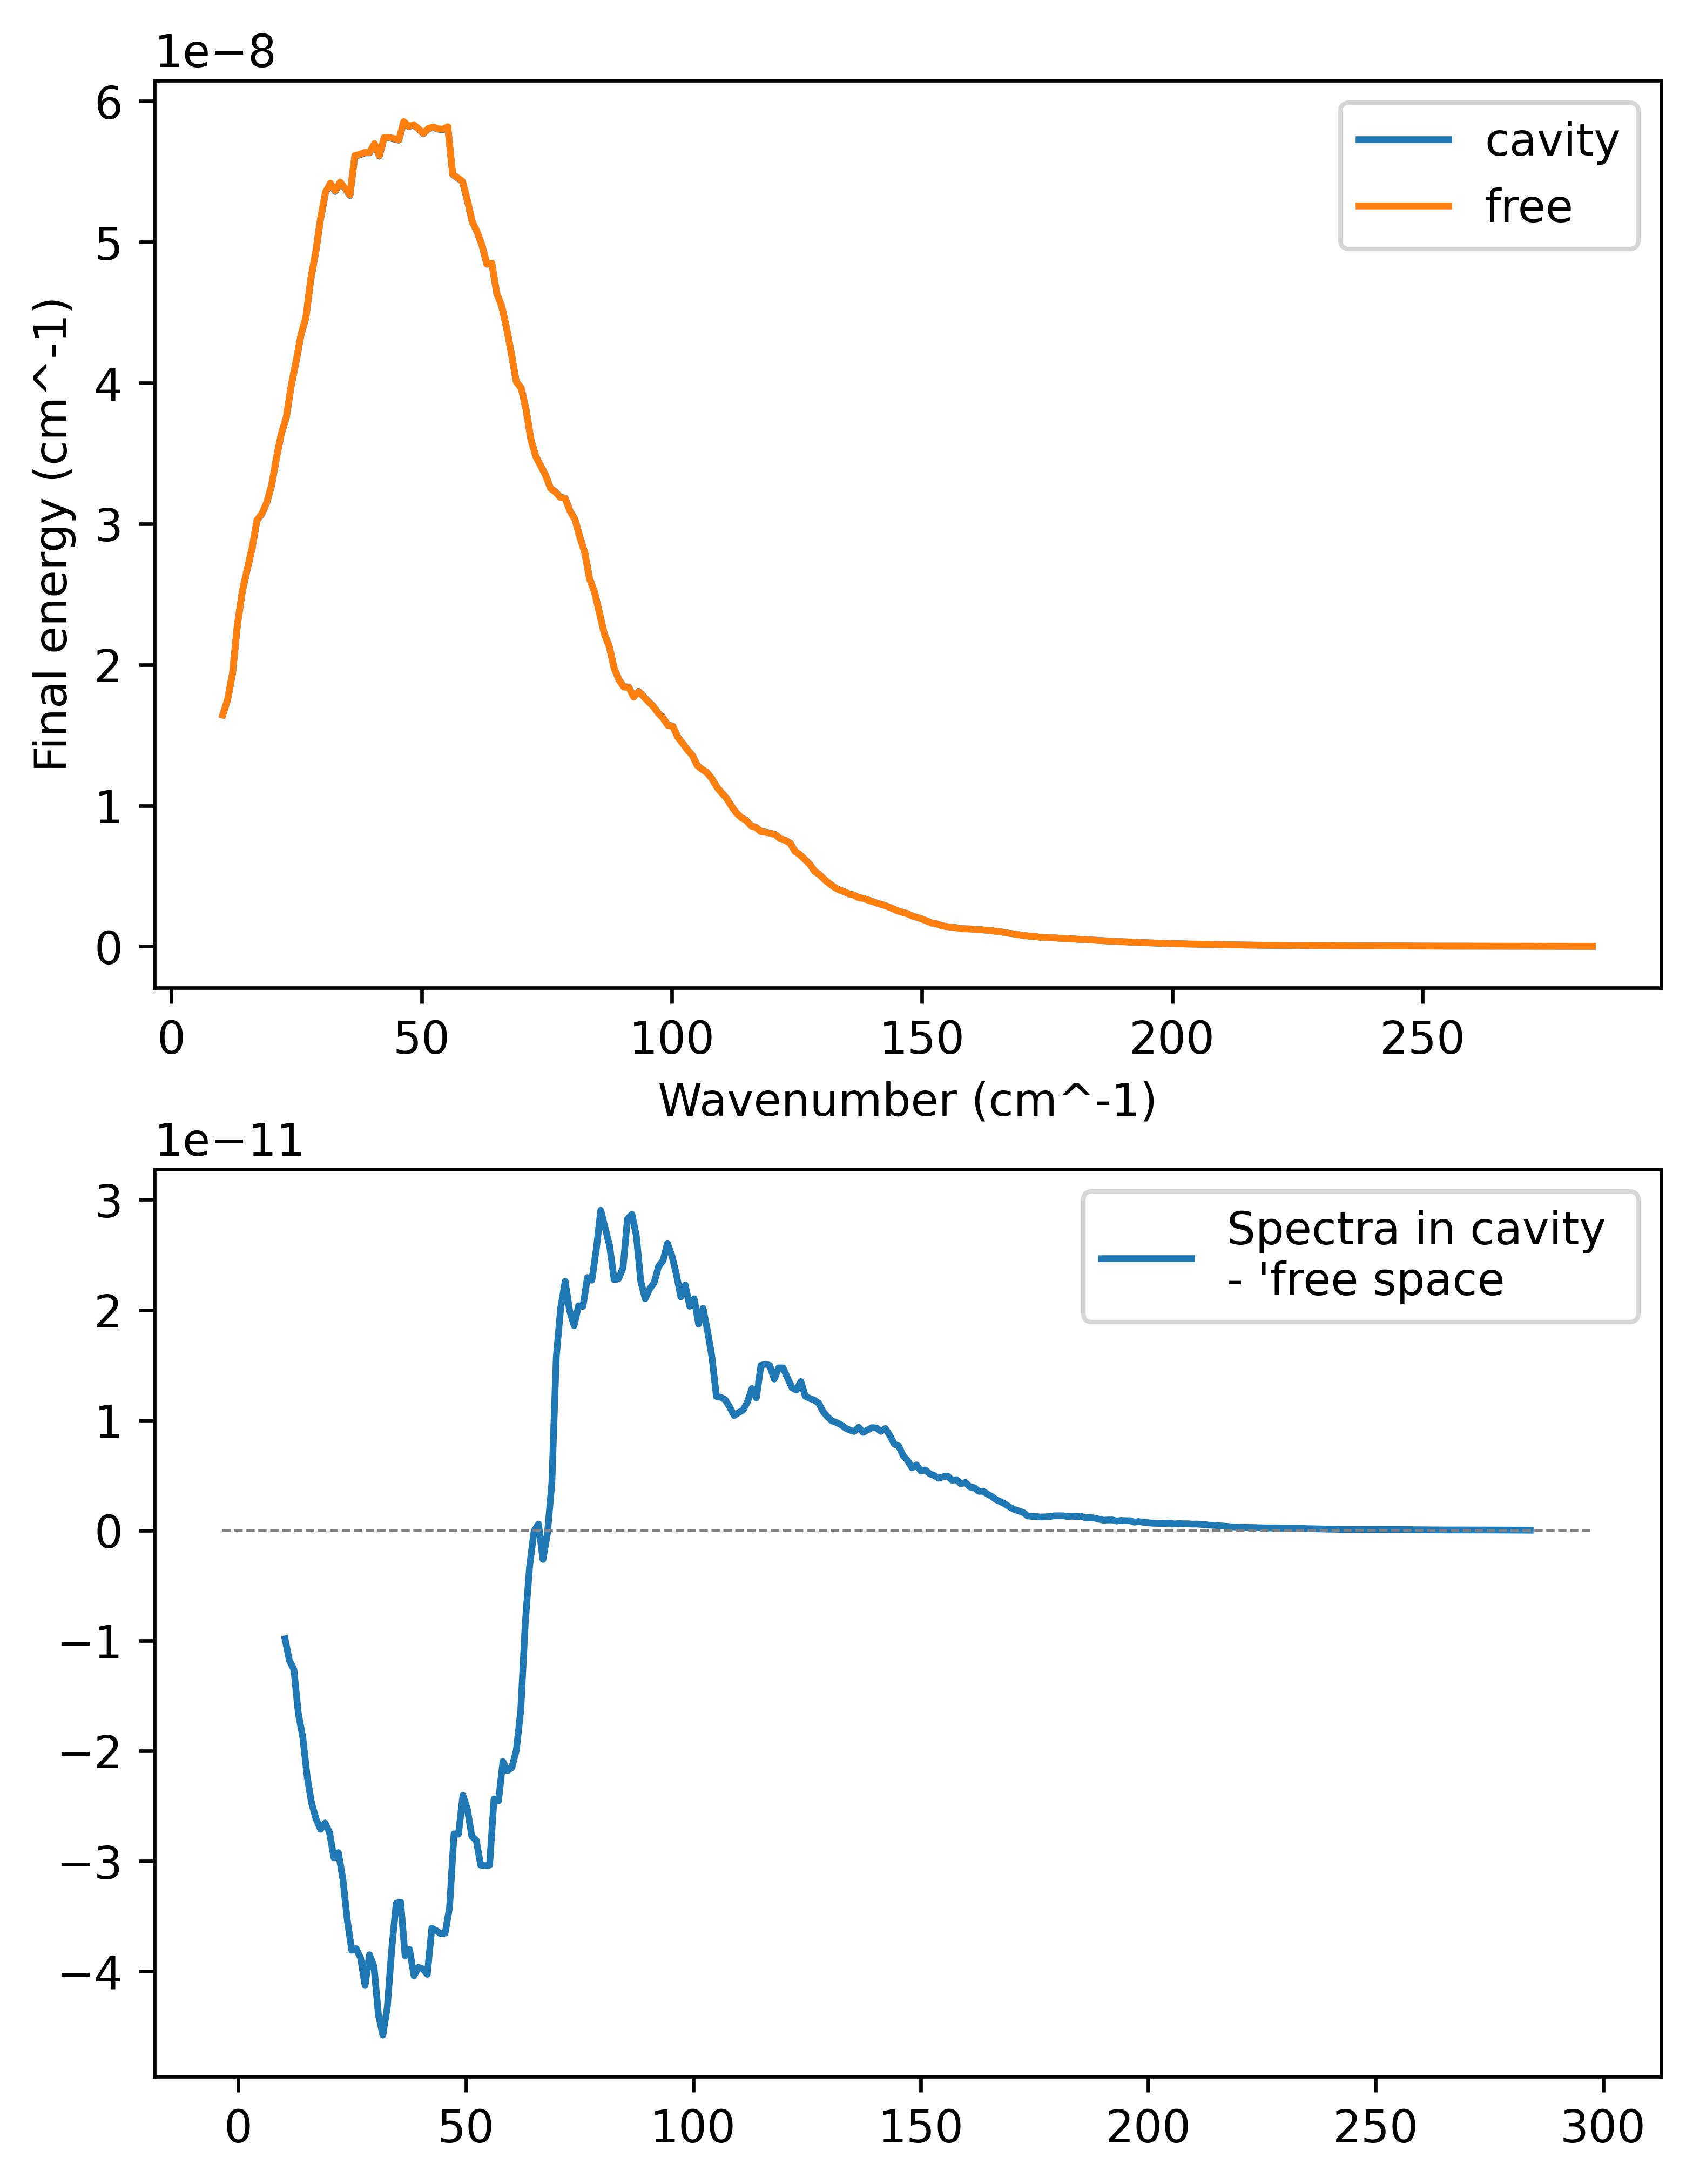 1e−8
6
5
4
3
2
1
0
Final energy (cm^-1)
cavity
free
0 50 100 150 200 250
Wavenumber (cm^-1)
1e−11
3
2
1
0
−1
−2
−3
−4
Spectra in cavity
- 'free space
0 50 100 150 200 250 300